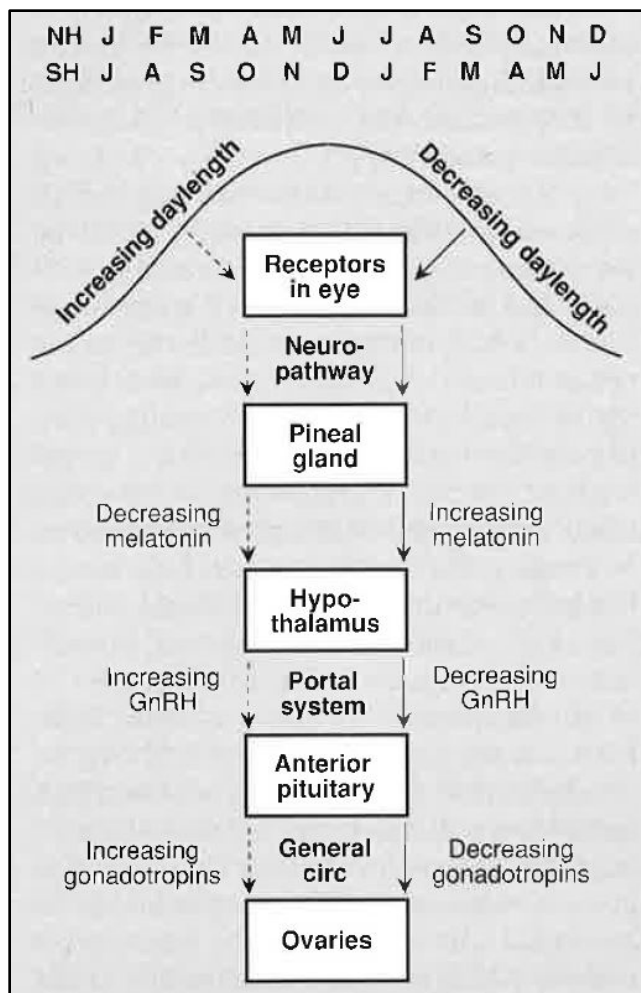 NH J F M A M J J A S O N D
SH J A S O N D J F M A M J
Increasing daylength
Decreasing daylength
Receptors
in eye
Neuro-
pathway
Pineal
gland
Decreasing
melatonin
Increasing
melatonin
Hypo-
thalamus
Increasing
GnRH
Portal
system
Decreasing
GnRH
Anterior
pituitary
Increasing
gonadotropins
General
circ
Decreasing
gonadotropins
Ovaries